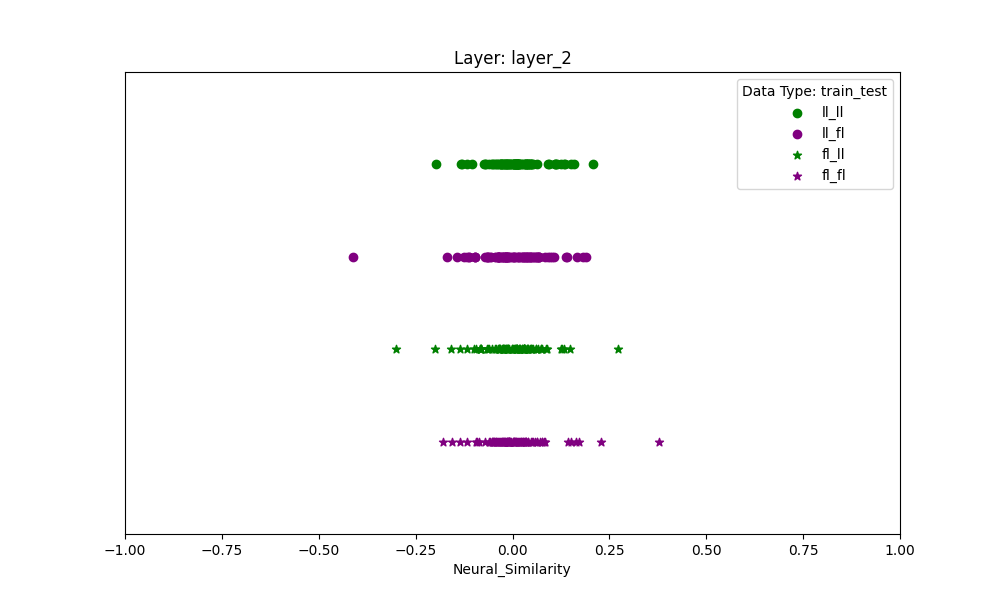 Layer: layer_2
Data Type: train_test
ll_ll
ll_fl
fl_ll
fl_fl
−1.00 −0.75 −0.50 −0.25 0.00 0.25 0.50 0.75 1.00
Neural_Similarity